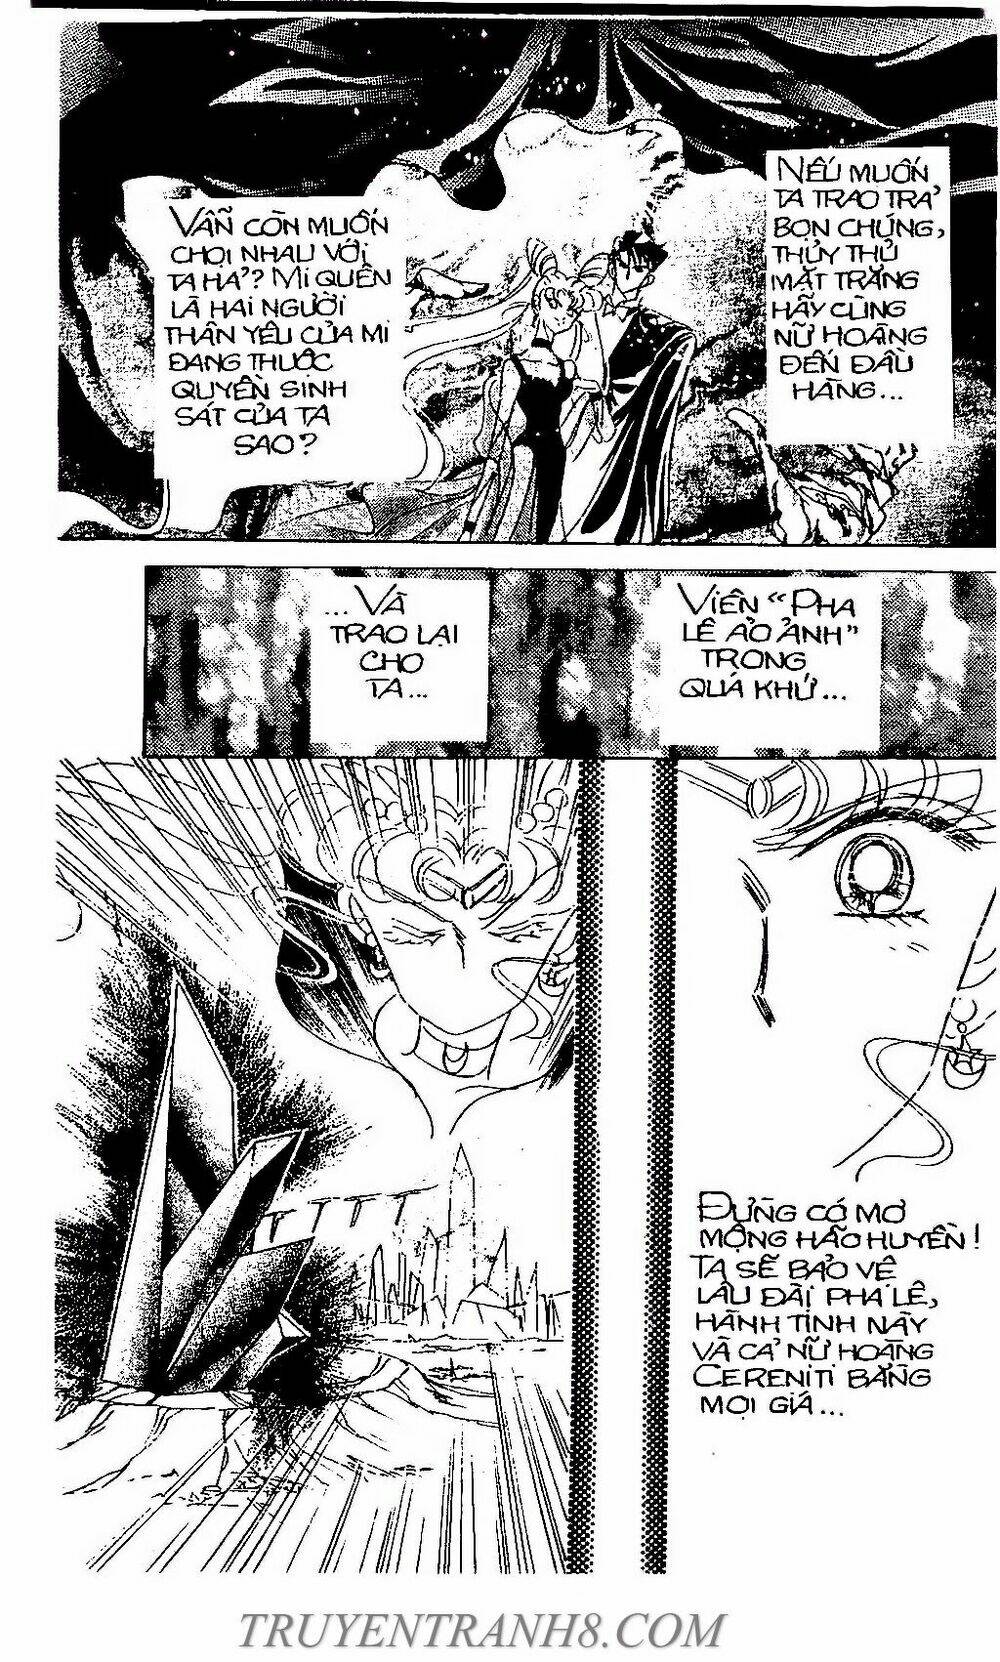 NẾU MUỐN
TA TRAO TRẢ
BỌN CHÚNG,
THỦY THỦ
MẶT TRĂNG
HÃY CÙNG
NỮ HOÀNG
ĐẾN ĐẦU
HÀNG...
VẪN CÒN MUỐN
CHỌI NHAU VỚI
TA HẢ? MI QUÊN
LÀ HAI NGƯỜI
THÂN YÊU CỦA MI
ĐANG THUỘC
QUYỀN SINH
SÁT CỦA TA
SAO?
VIÊN "PHA
LÊ ẢO ẢNH"
TRONG
QUÁ KHỨ...
... VÀ
TRAO LẠI
CHO
TA...
ĐỪNG CÓ MƠ
MỘNG HÃO HUYỀN!
TA SẼ BẢO VỆ
LÂU ĐÀI PHA LÊ,
HÀNH TINH NÀY
VÀ CẢ NỮ HOÀNG
CERENITI BẰNG
MỌI GIÁ...
TRUYENTRANH8.COM